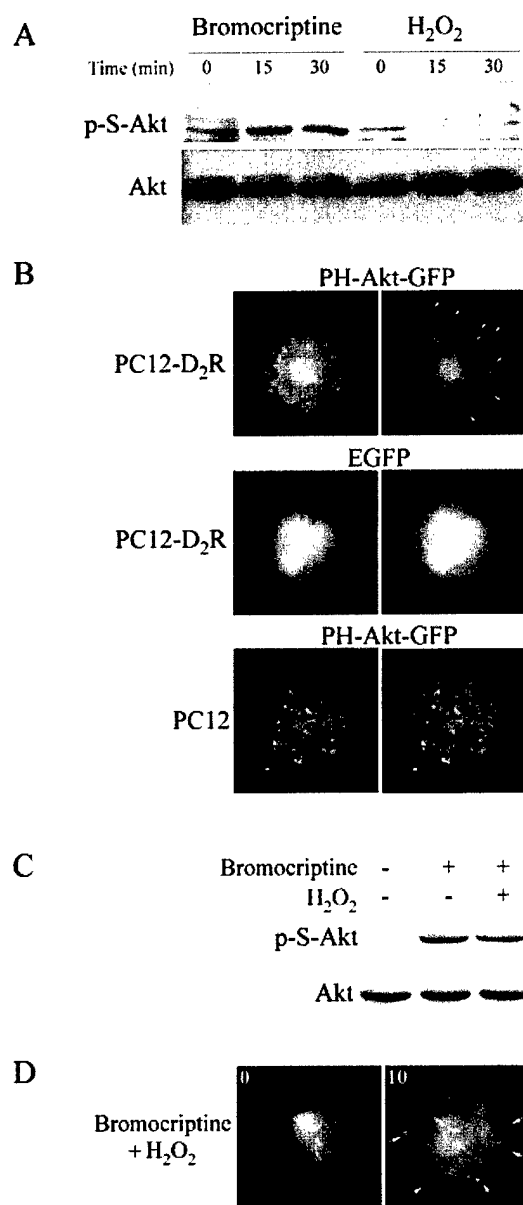 A
Bromocriptine H₂O₂
Time (min) 0 15 30 0 15 30
p-S-Akt
Akt
B
PH-Akt-GFP
PC12-D₂R
EGFP
PC12-D₂R
PH-Akt-GFP
PC12
C
Bromocriptine - + +
H₂O₂ - - +
p-S-Akt
Akt
D
0 10
Bromocriptine
+ H₂O₂